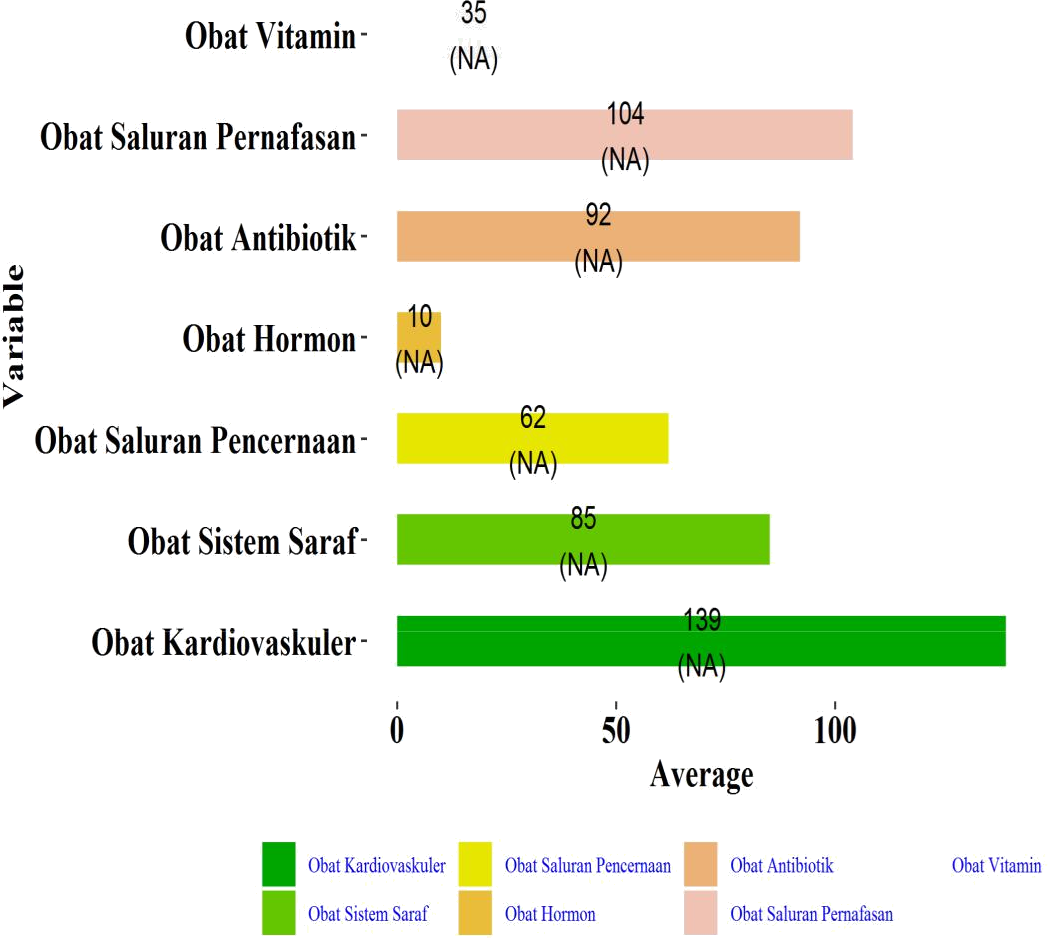 35
Obat Vitamin
(NA)
104
Obat Saluran Pernafasan
(NA)
92
Obat Antibiotik
(NA)
10
Obat Hormon
(NA)
62
Obat Saluran Pencernaan
(NA)
85
Obat Sistem Saraf
(NA)
139
Obat Kardiovaskuler
(NA)
Variable
0 50 100
Average
Obat Kardiovaskuler Obat Saluran Pencernaan Obat Antibiotik Obat Vitamin
Obat Sistem Saraf Obat Hormon Obat Saluran Pernafasan